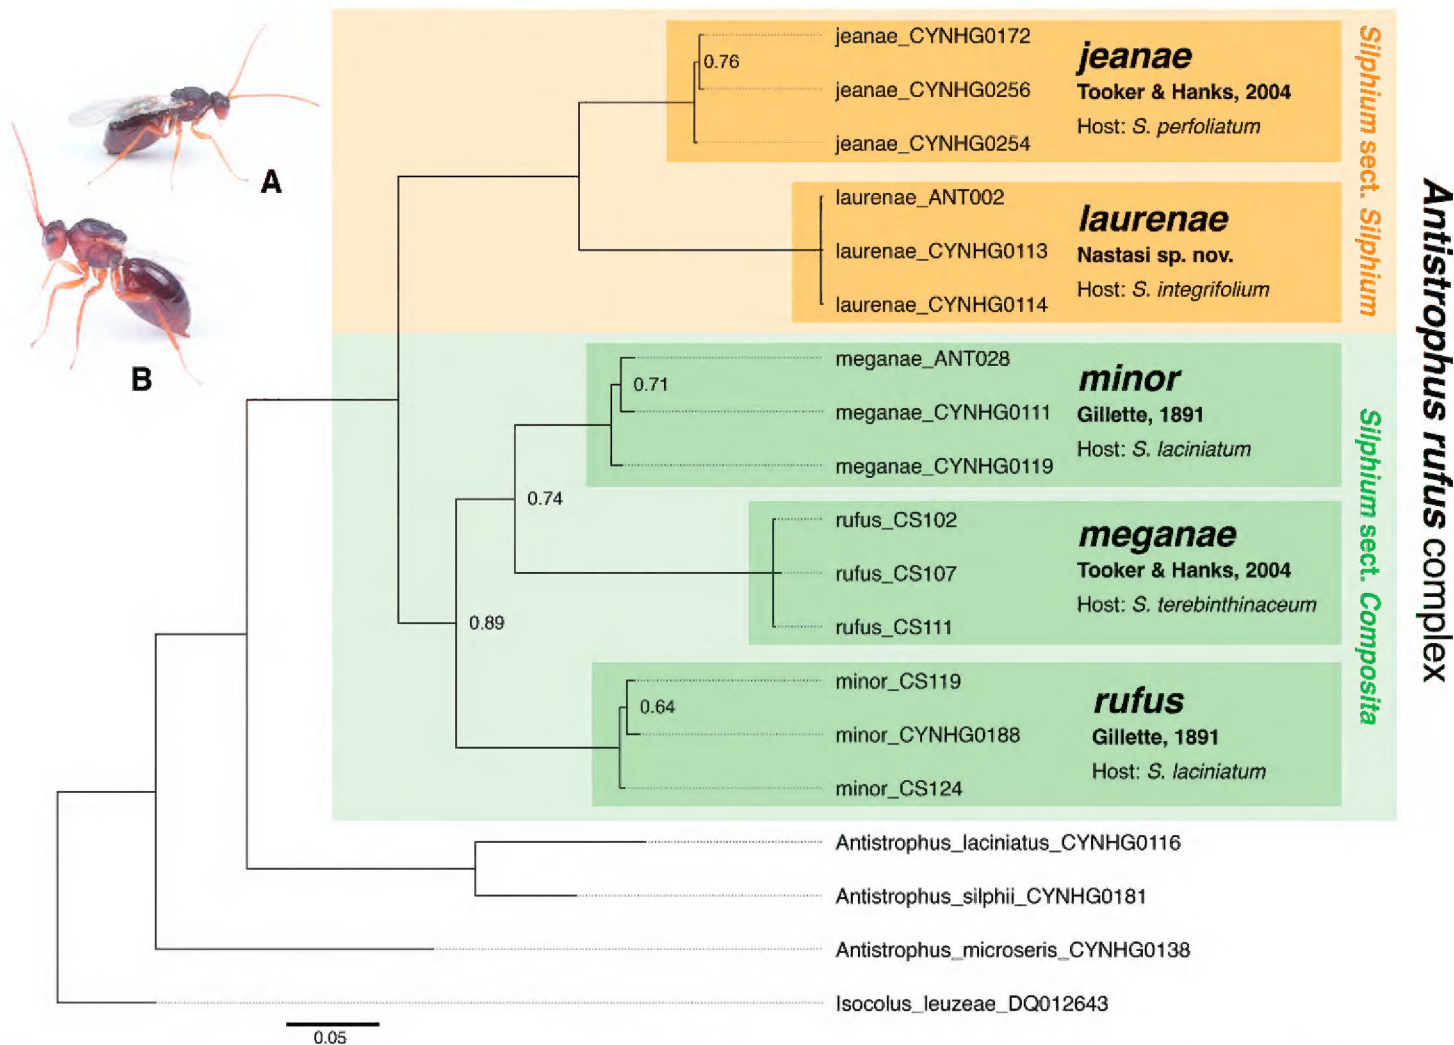 A
B
jeanae_CYNHG0172
0.76
jeanae_CYNHG0256
jeanae_CYNHG0254
jeanae
Tooker & Hanks, 2004
Host: S. perfoliatum
laurenae_ANT002
laurenae_CYNHG0113
laurenae_CYNHG0114
laurenae
Nastasi sp. nov.
Host: S. integrifolium
Silphium sect. Silphium
meganae_ANT028
0.71
meganae_CYNHG0111
meganae_CYNHG0119
minor
Gillette, 1891
Host: S. laciniatum
0.74
rufus_CS102
rufus_CS107
rufus_CS111
meganae
Tooker & Hanks, 2004
Host: S. terebinthinaceum
0.89
minor_CS119
0.64
minor_CYNHG0188
minor_CS124
rufus
Gillette, 1891
Host: S. laciniatum
Silphium sect. Composita
Antistrophus rufus complex
Antistrophus_laciniatus_CYNHG0116
Antistrophus_silphii_CYNHG0181
Antistrophus_microseris_CYNHG0138
Isocolus_leuzeae_DQ012643
0.05